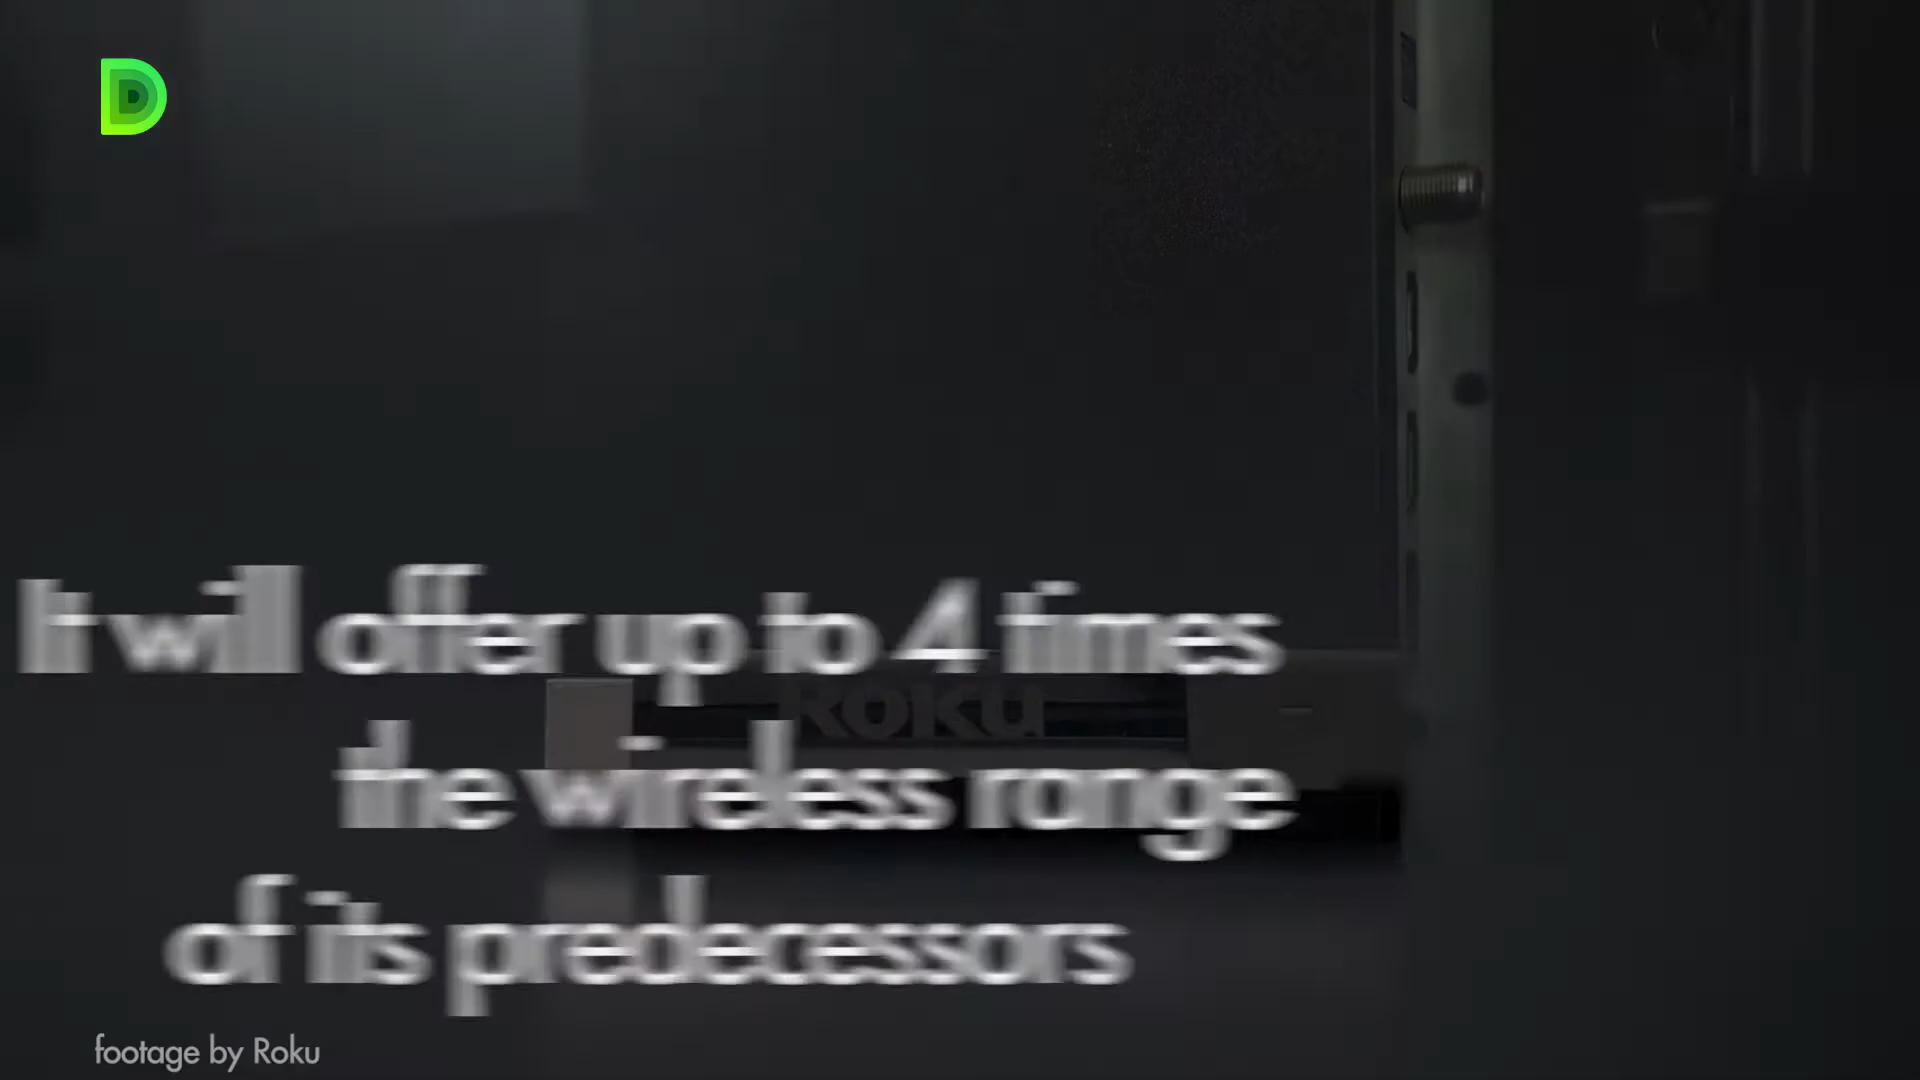 It will offer up to 4 times
ROKU
the wireless range
of its predecessors
footage by Roku